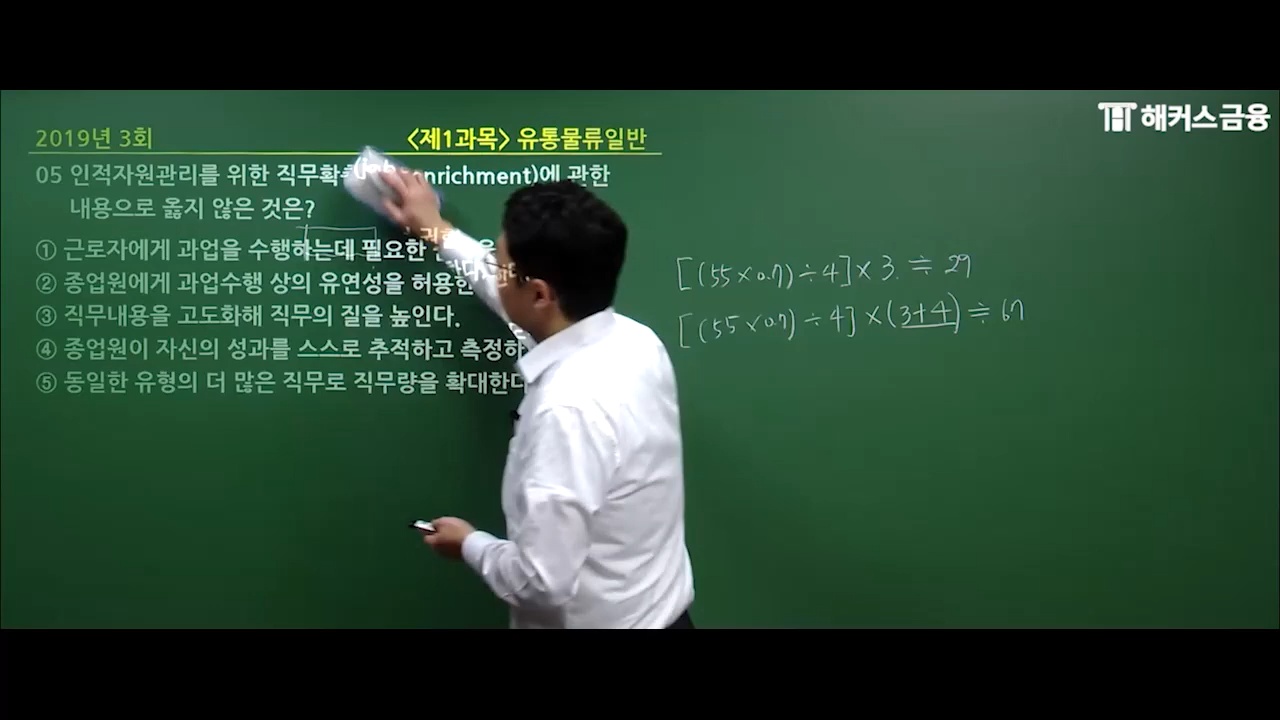 해커스금융
2019년 3회
<제1과목> 유통물류일반
05 인적자원관리를 위한 직무확 enrichment)에 관한
내용으로 옳지 않은 것은?
① 근로자에게 과업을 수행하는데 필요한
② 종업원에게 과업수행 상의 유연성을 허용한
③ 직무내용을 고도화해 직무의 질을 높인다.
④ 종업원이 자신의 성과를 스스로 추적하고 측정하
⑤ 동일한 유형의 더 많은 직무로 직무량을 확대한다
[(55×0.7)÷4]×3 ≒ 29
[(55×0.7)÷4]×(3+4) ≒ 67